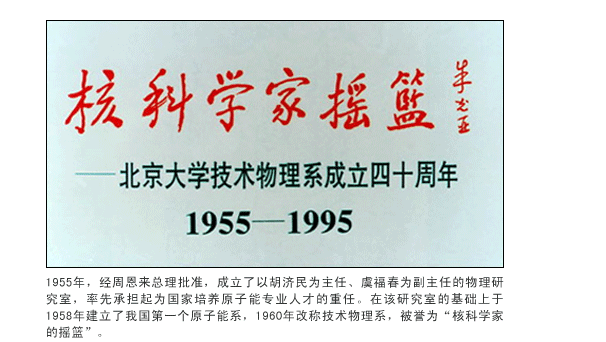 核科学家摇篮 朱光亚
——北京大学技术物理系成立四十周年
1955—1995
1955年，经周恩来总理批准，成立了以胡济民为主任、虞福春为副主任的物理研
究室，率先承担起为国家培养原子能专业人才的重任。在该研究室的基础上于
1958年建立了我国第一个原子能系，1960年改称技术物理系，被誉为“核科学家
的摇篮”。